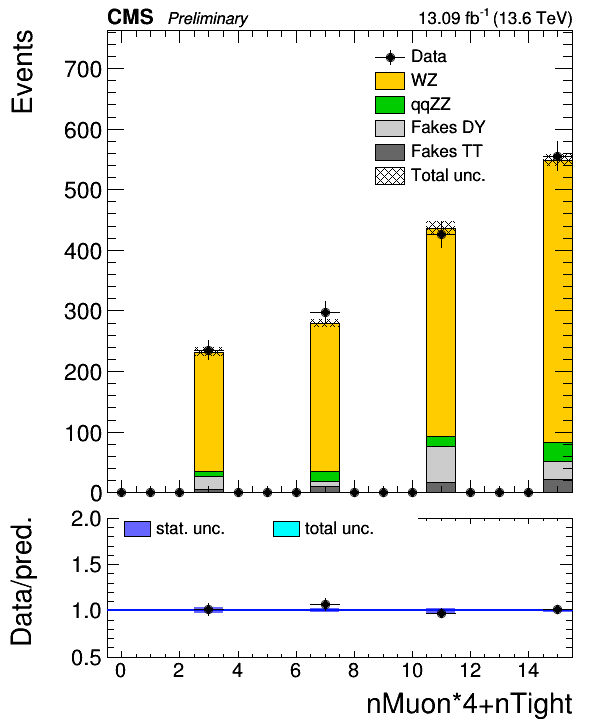 CMS Preliminary 13.09 fb⁻¹ (13.6 TeV)
Events
700
600
500
400
300
200
100
0
Data
WZ
qqZZ
Fakes DY
Fakes TT
Total unc.
Data/pred.
2.0
1.5
1.0
0.5
stat. unc. total unc.
0 2 4 6 8 10 12 14
nMuon*4+nTight